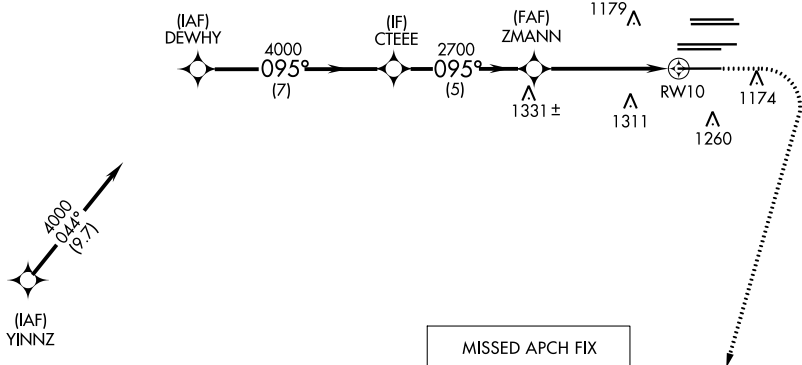 (IAF)
DEWHY
4000
095°
(7)
(IF)
CTEEE
2700
095°
(5)
(FAF)
ZMANN
1331 ±
1179
1311
RW10
1260
1174
4000
044°
(9.7)
(IAF)
YINNZ
MISSED APCH FIX